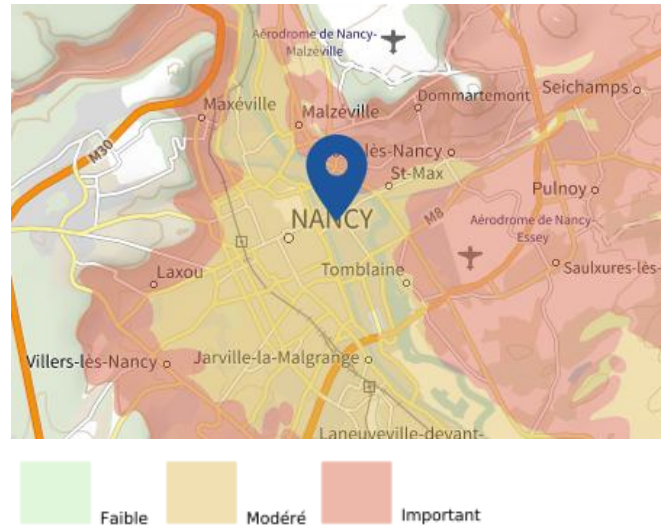 Aérodrome de Nancy-
Malzéville
Seichamps
Dommartemont
Maxéville
Malzéville
M30
lès-Nancy
St-Max
Pulnoy
NANCY
M8
Aérodrome de Nancy-
Essey
Laxou
Tomblaine
Saulxures-lès-
Villers-lès-Nancy
Jarville-la-Malgrange
Laneuveville-devant-
Faible
Modéré
Important